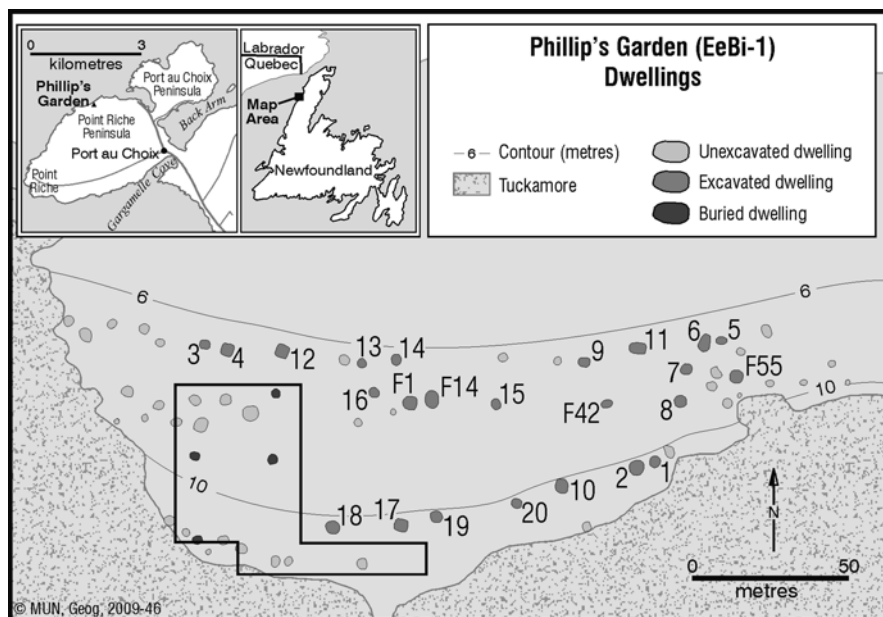 0 3
kilometres
Phillip's
Garden
Port au Choix
Peninsula
Point Riche
Peninsula
Back Arm
Port au Choix
Point
Riche
Gargamelle Cove
Labrador
Quebec
Map
Area
Newfoundland
Phillip's Garden (EeBi-1)
Dwellings
6 Contour (metres)
Tuckamore
Unexcavated dwelling
Excavated dwelling
Buried dwelling
6
6
3
4
12
13
14
9
11
6
5
7
F55
16
F1
F14
15
F42
8
10
10
18
17
19
20
10
2
1
N
0 50
metres
© MUN, Geog, 2009-46